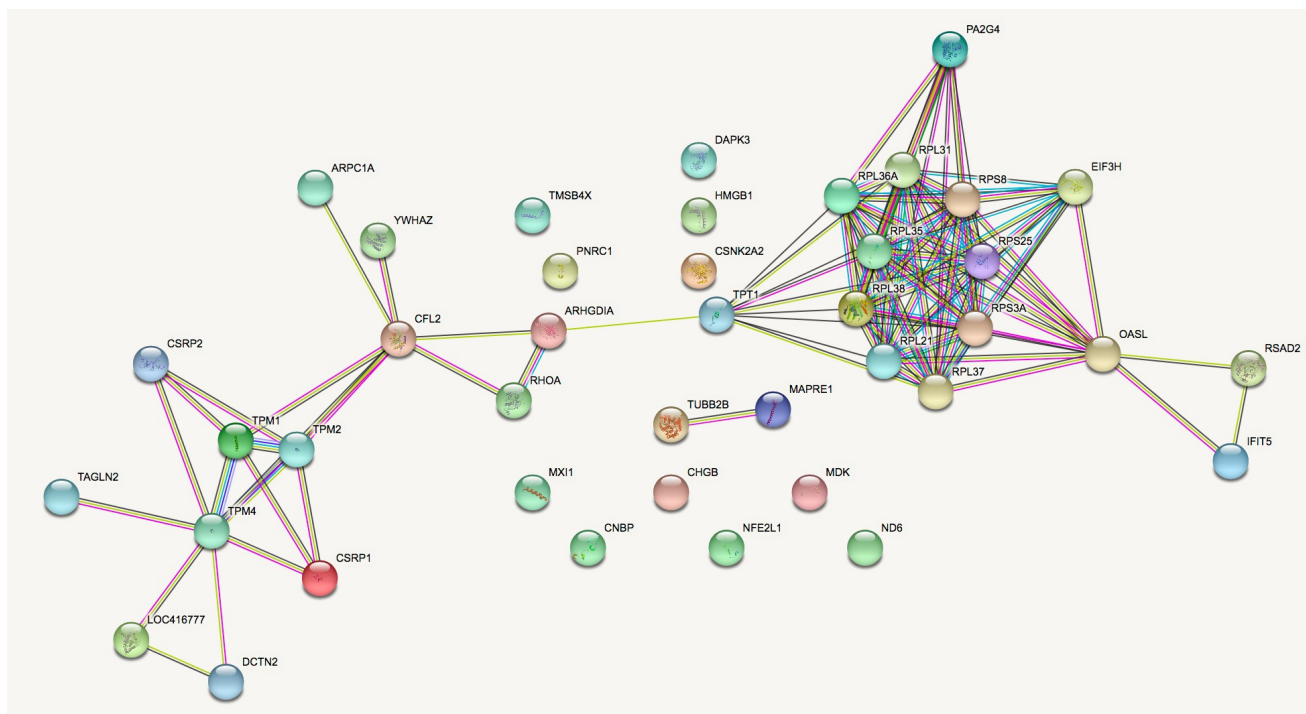 PA2G4
DAPK3
RPL31
ARPC1A
EIF3H
RPL36A
RPS8
TMSB4X
HMGB1
YWHAZ
RPL35
RPS25
PNRC1
CSNK2A2
RPL38
TPT1
CFL2
ARHGDIA
RPS3A
CSRP2
RPL21
OASL
RSAD2
RPL37
RHOA
MAPRE1
TUBB2B
TPM1
TPM2
IFIT5
TAGLN2
MXI1
CHGB
MDK
TPM4
CNBP
NFE2L1
ND6
CSRP1
LOC416777
DCTN2